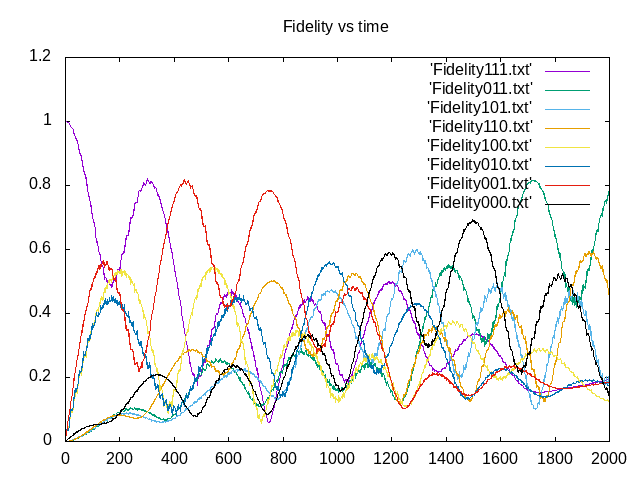 Fidelity vs time
1.2
1
0.8
0.6
0.4
0.2
0
0 200 400 600 800 1000 1200 1400 1600 1800 2000
'Fidelity111.txt'
'Fidelity011.txt'
'Fidelity101.txt'
'Fidelity110.txt'
'Fidelity100.txt'
'Fidelity010.txt'
'Fidelity001.txt'
'Fidelity000.txt'